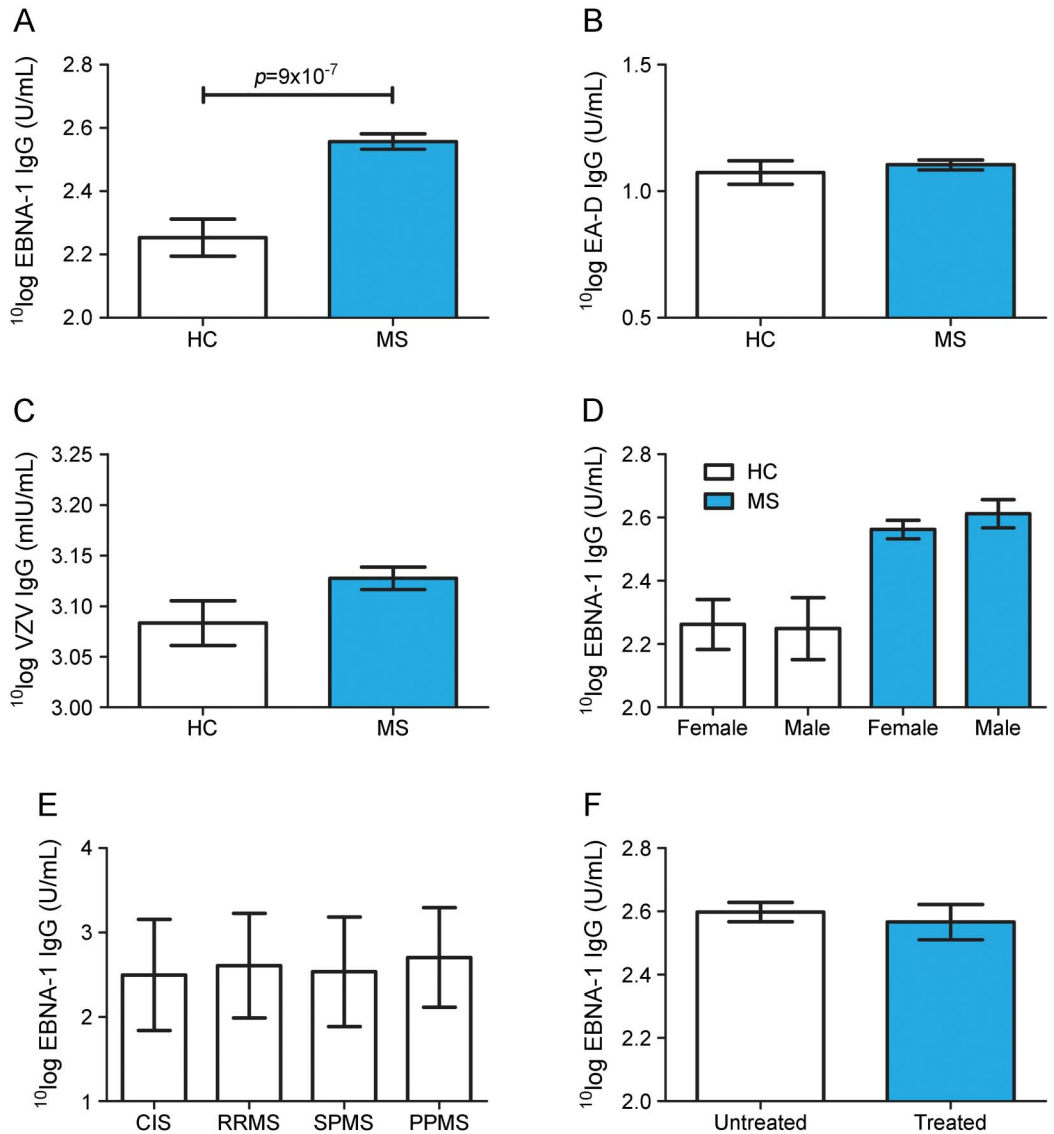 A
¹⁰log EBNA-1 IgG (U/mL)
2.8
2.6
2.4
2.2
2.0
p=9x10⁻⁷
HC MS
B
¹⁰log EA-D IgG (U/mL)
1.5
1.0
0.5
HC MS
C
¹⁰log VZV IgG (mIU/mL)
3.25
3.20
3.15
3.10
3.05
3.00
HC MS
D
¹⁰log EBNA-1 IgG (U/mL)
2.8
2.6
2.4
2.2
2.0
HC
MS
Female Male Female Male
E
¹⁰log EBNA-1 IgG (U/mL)
4
3
2
1
CIS RRMS SPMS PPMS
F
¹⁰log EBNA-1 IgG (U/mL)
2.8
2.6
2.4
2.2
2.0
Untreated Treated